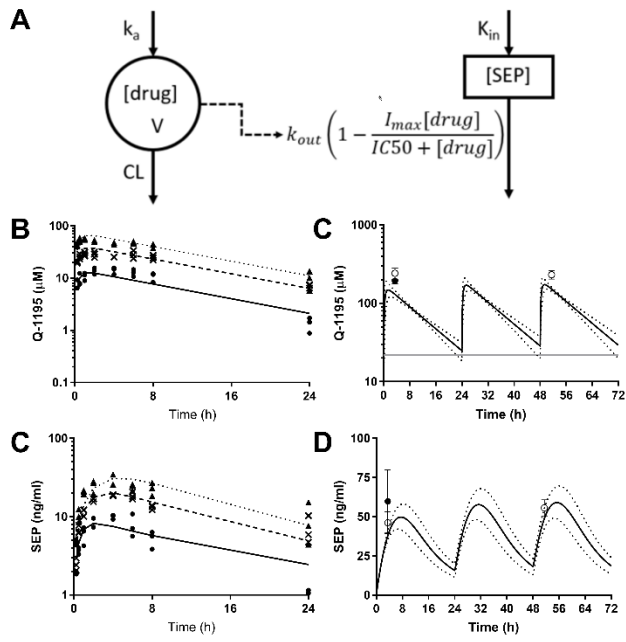 A
k_a
K_in
[drug]
V
[SEP]
CL
k_out (1 − I_max[drug] / IC50 + [drug])
B
100
10
1
0.1
0
8
16
24
Q-1195 (μM)
Time (h)
C
1000
100
10
0
8
16
24
32
40
48
56
64
72
Q-1195 (μM)
Time (h)
C
100
10
1
0
8
16
24
SEP (ng/ml)
Time (h)
D
100
75
50
25
0
0
8
16
24
32
40
48
56
64
72
SEP (ng/ml)
Time (h)